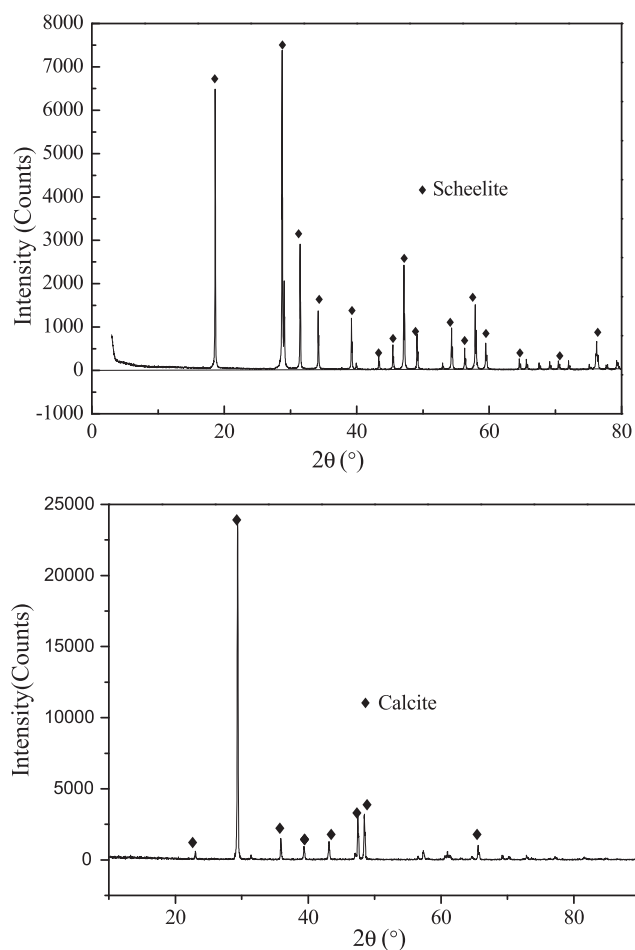 8000
7000
6000
5000
4000
3000
2000
1000
0
-1000
Intensity (Counts)
♦ Scheelite
0 20 40 60 80
2θ (°)
25000
20000
15000
10000
5000
0
Intensity(Counts)
♦ Calcite
20 40 60 80
2θ (°)